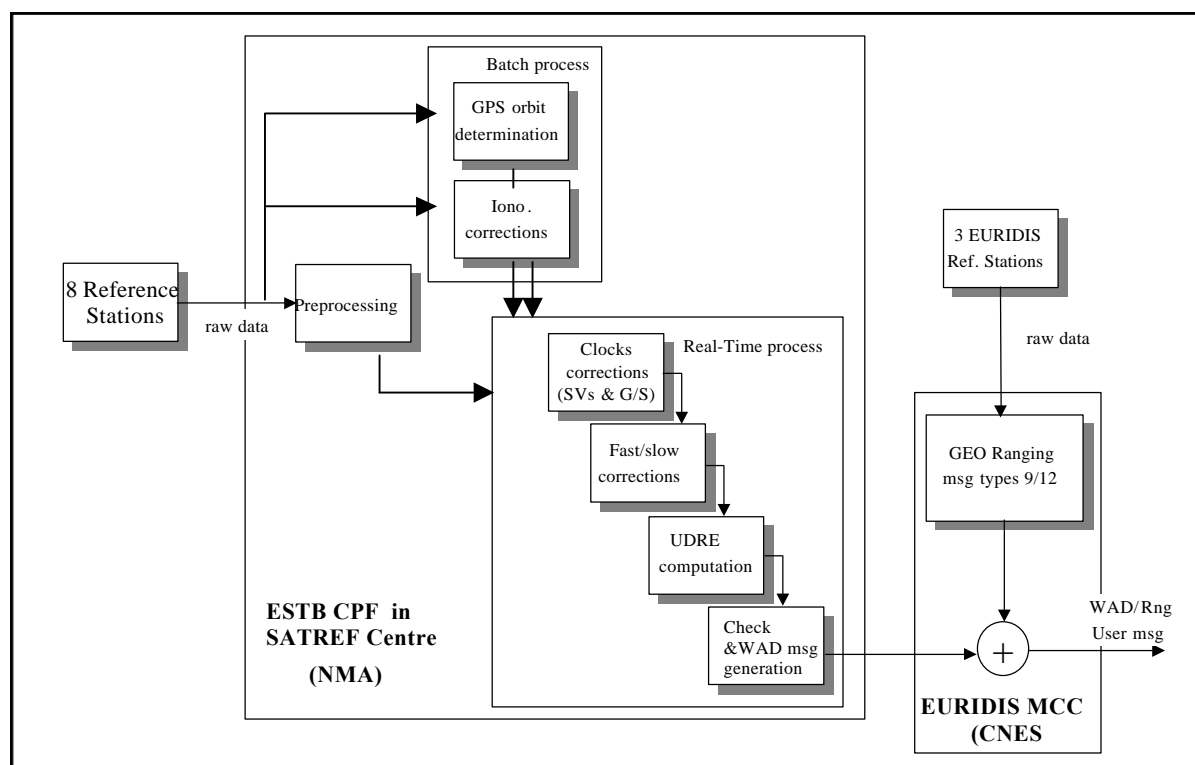 Batch process
GPS orbit
determination
Iono.
corrections
8 Reference
Stations
raw data
Preprocessing
Real-Time process
Clocks
corrections
(SVs & G/S)
Fast/slow
corrections
UDRE
computation
Check
&WAD msg
generation
ESTB CPF in
SATREF Centre
(NMA)
3 EURIDIS
Ref. Stations
raw data
GEO Ranging
msg types 9/12
+
WAD/Rng
User msg
EURIDIS MCC
(CNES